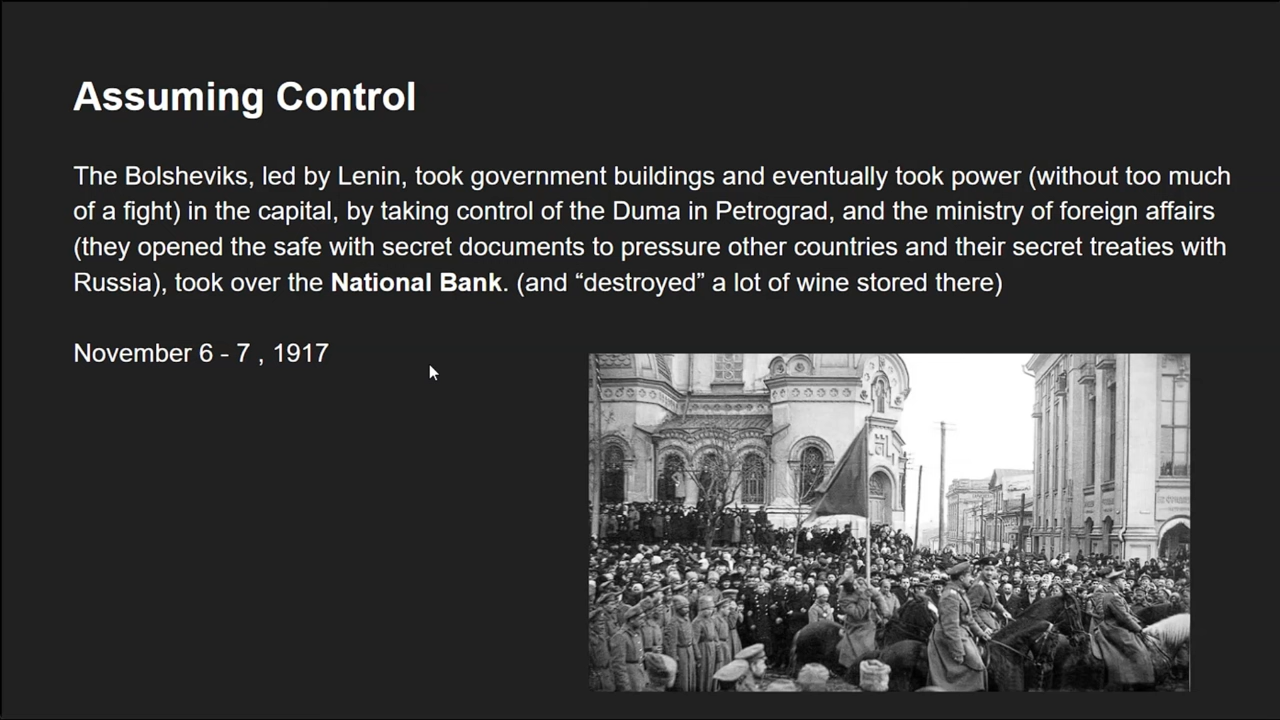 Assuming Control
The Bolsheviks, led by Lenin, took government buildings and eventually took power (without too much
of a fight) in the capital, by taking control of the Duma in Petrograd, and the ministry of foreign affairs
(they opened the safe with secret documents to pressure other countries and their secret treaties with
Russia), took over the National Bank. (and “destroyed” a lot of wine stored there)
November 6 - 7 , 1917